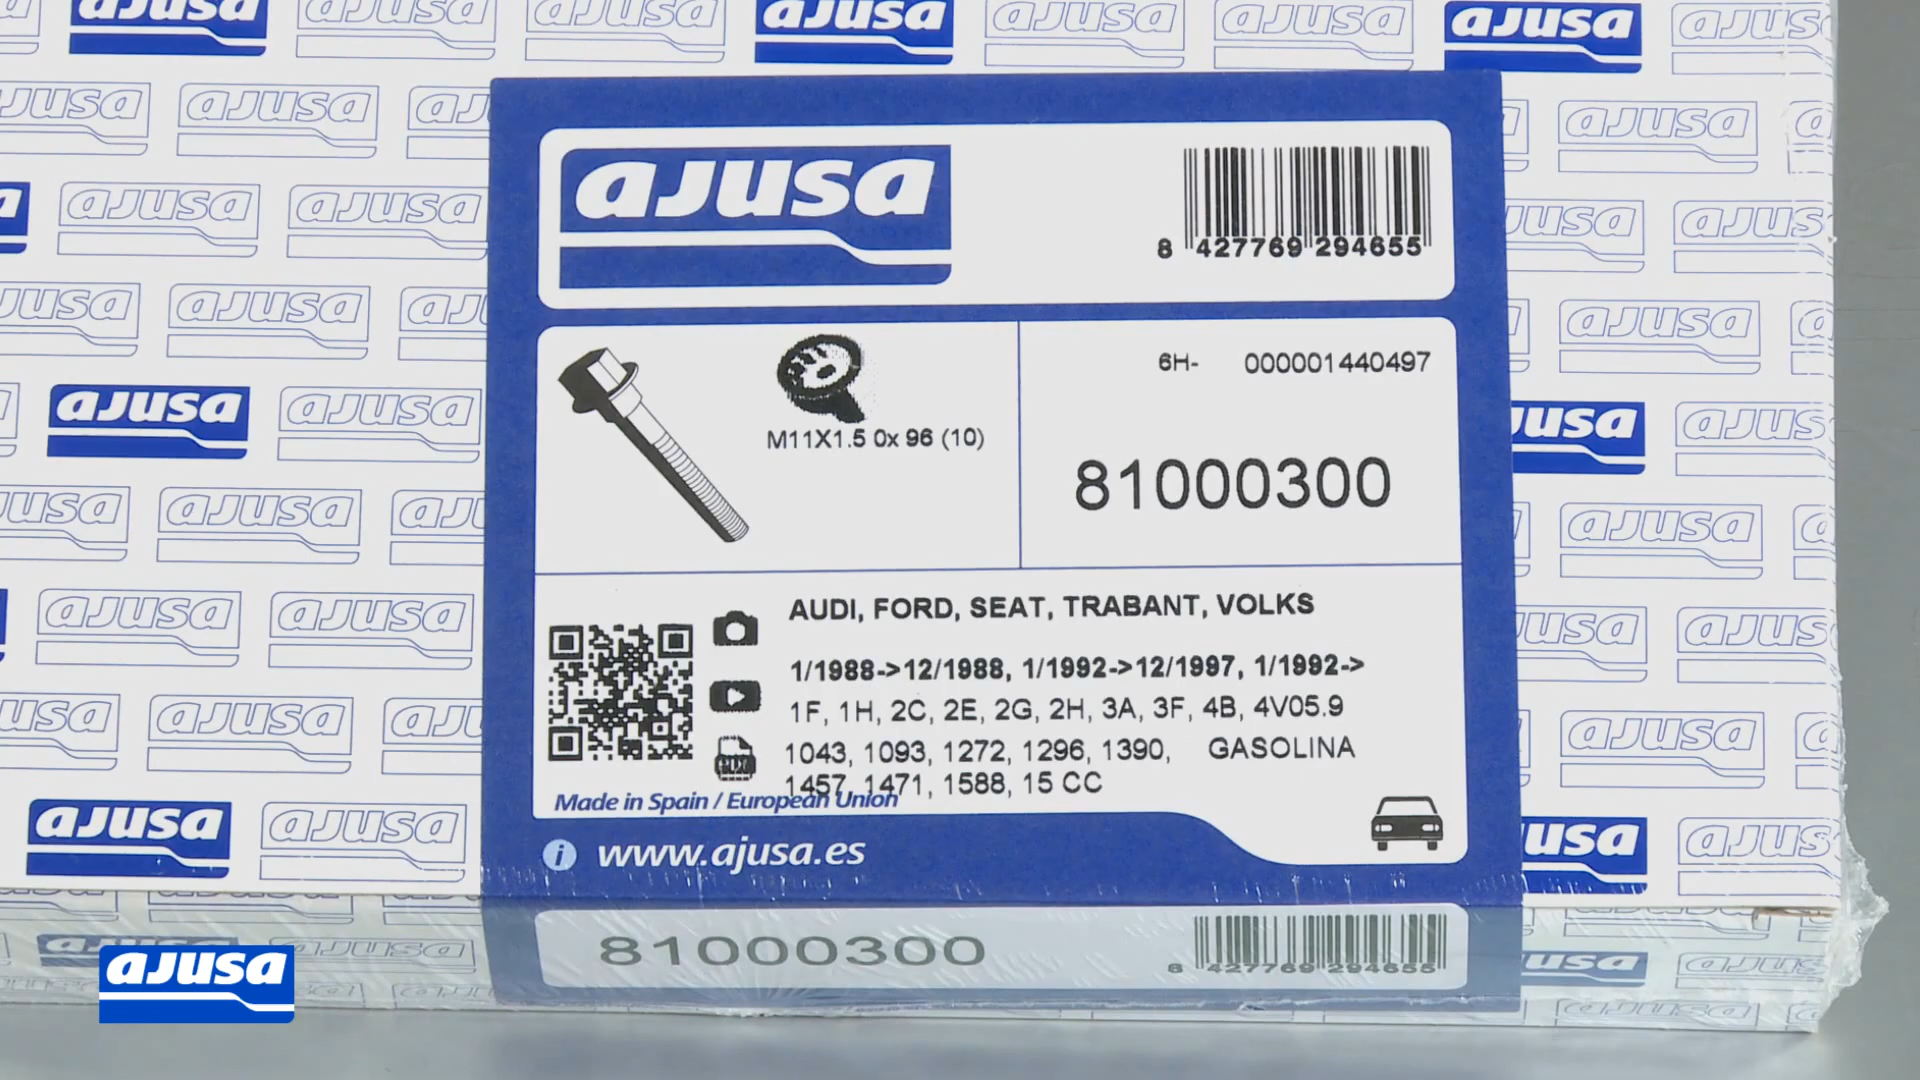 ajusa
8 427769 294655
M11X1.5 0x 96 (10)
6H- 000001440497
81000300
AUDI, FORD, SEAT, TRABANT, VOLKS
1/1988->12/1988, 1/1992->12/1997, 1/1992->
1F, 1H, 2C, 2E, 2G, 2H, 3A, 3F, 4B, 4V05.9
1043, 1093, 1272, 1296, 1390, GASOLINA
1457, 1471, 1588, 15 CC
PDF
Made in Spain / European Union
i www.ajusa.es
81000300
8 427769 294655
ajusa